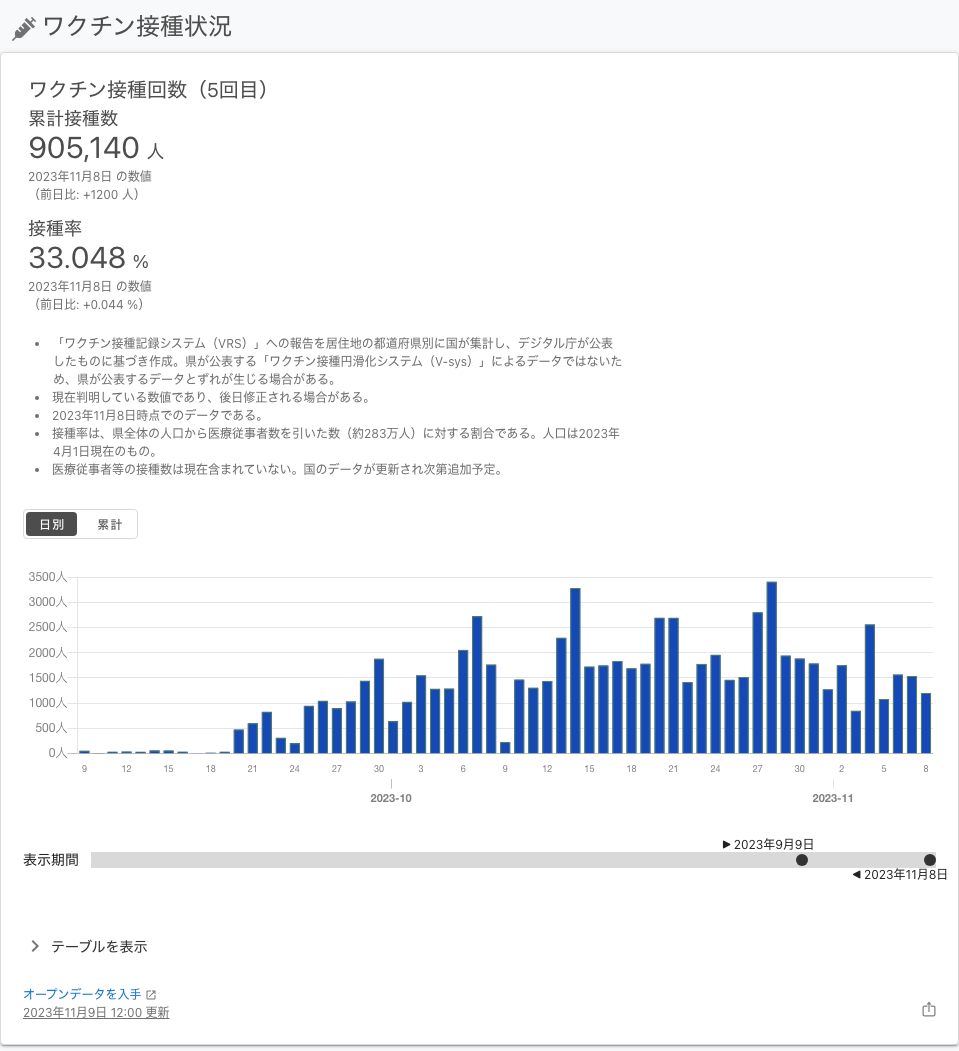 ワクチン接種状況
ワクチン接種回数（5回目）
累計接種数
905,140 人
2023年11月8日 の数値
（前日比: +1200 人）
接種率
33.048 %
2023年11月8日 の数値
（前日比: +0.044 %）
• 「ワクチン接種記録システム（VRS）」への報告を居住地の都道府県別に国が集計し、デジタル庁が公表
したものに基づき作成。県が公表する「ワクチン接種円滑化システム（V-sys）」によるデータではないた
め、県が公表するデータとずれが生じる場合がある。
• 現在判明している数値であり、後日修正される場合がある。
• 2023年11月8日時点でのデータである。
• 接種率は、県全体の人口から医療従事者数を引いた数（約283万人）に対する割合である。人口は2023年
4月1日現在のもの。
• 医療従事者等の接種数は現在含まれていない。国のデータが更新され次第追加予定。
日別 累計
3500人
3000人
2500人
2000人
1500人
1000人
500人
0人
9 12 15 18 21 24 27 30 3 6 9 12 15 18 21 24 27 30 2 5 8
2023-10 2023-11
▶ 2023年9月9日
表示期間
◀ 2023年11月8日
テーブルを表示
オープンデータを入手
2023年11月9日 12:00 更新